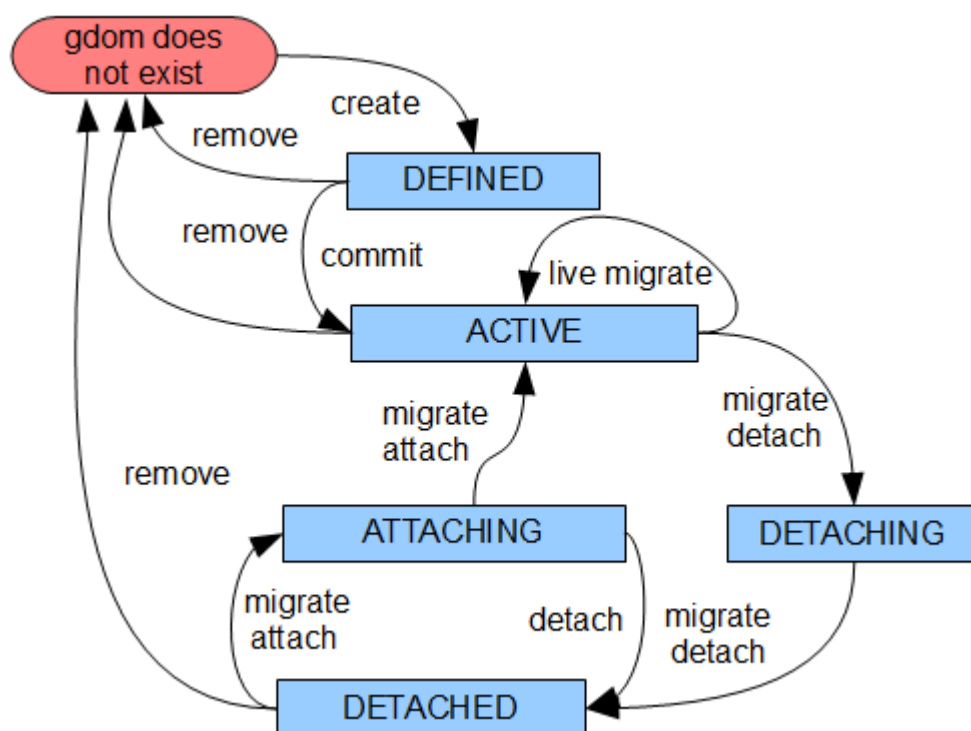 gdom does
not exist
create
remove
DEFINED
remove
commit
live migrate
ACTIVE
migrate
attach
migrate
detach
remove
ATTACHING
DETACHING
migrate
attach
detach
migrate
detach
DETACHED